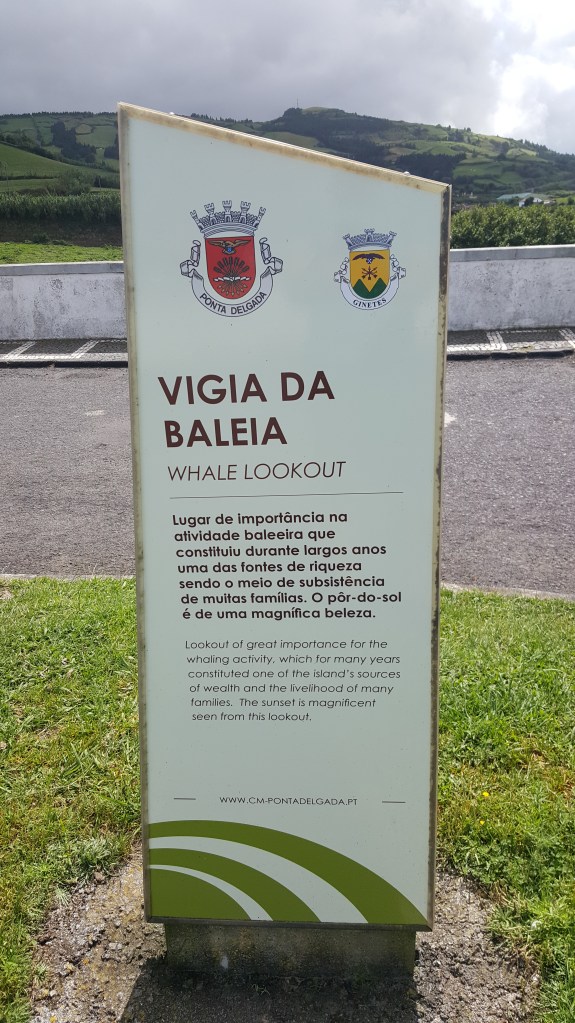 PONTA DELGADA
GINETES
VIGIA DA
BALEIA
WHALE LOOKOUT
Lugar de importância na
atividade baleeira que
constituiu durante largos anos
uma das fontes de riqueza
sendo o meio de subsistência
de muitas famílias. O pôr-do-sol
é de uma magnífica beleza.
Lookout of great importance for the
whaling activity, which for many years
constituted one of the island's sources
of wealth and the livelihood of many
families. The sunset is magnificent
seen from this lookout.
WWW.CM-PONTADELGADA.PT